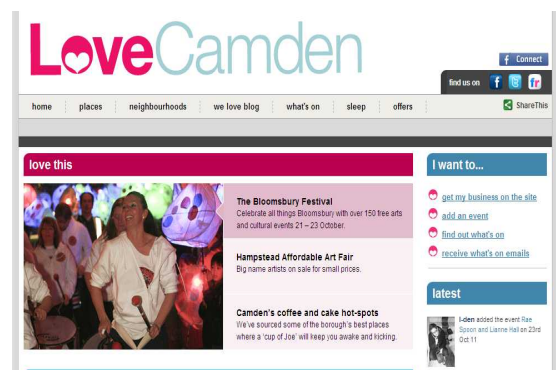 LoveCamden
f Connect
find us on
home places neighbourhoods we love blog what's on sleep offers
ShareThis
love this
The Bloomsbury Festival
Celebrate all things Bloomsbury with over 150 free arts
and cultural events 21 – 23 October.
Hampstead Affordable Art Fair
Big name artists on sale for small prices.
Camden's coffee and cake hot-spots
We've sourced some of the borough's best places
where a 'cup of Joe' will keep you awake and kicking.
I want to...
get my business on the site
add an event
find out what's on
receive what's on emails
latest
l-den added the event Rae
Spoon and Lianne Hall on 23rd
Oct 11